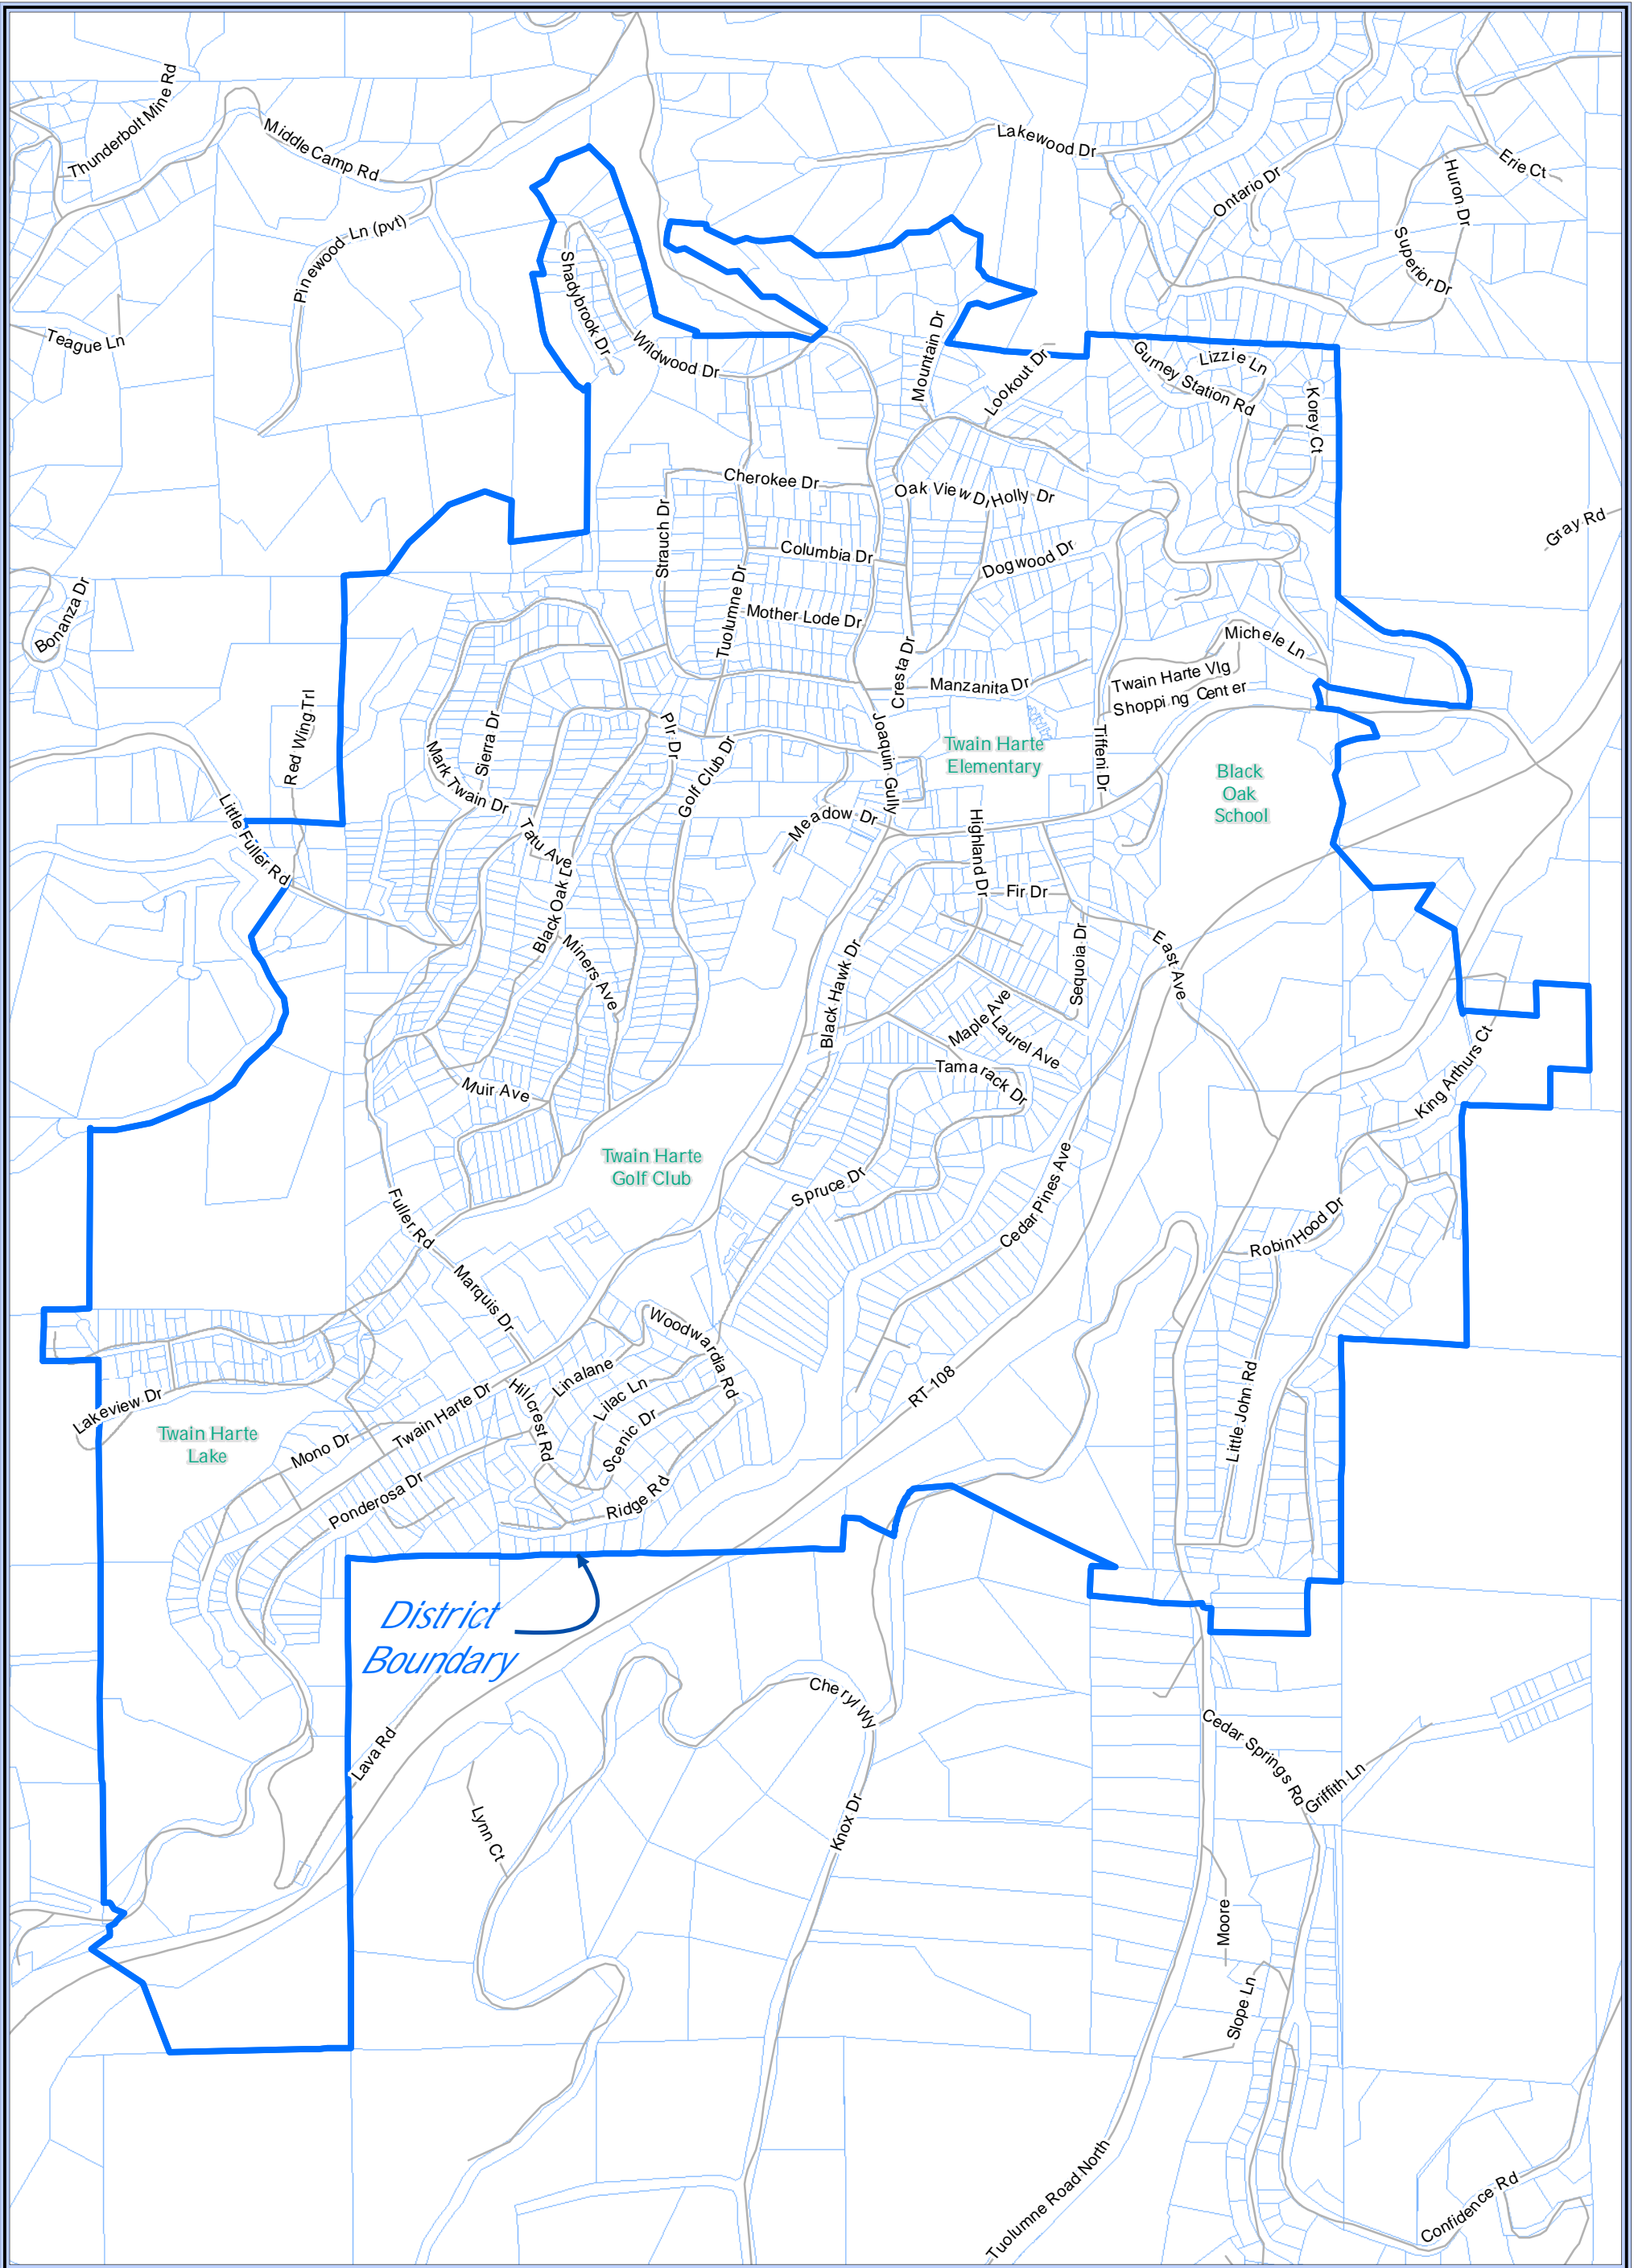 Thunderbolt Mine Rd
Middle Camp Rd
Lakewood Dr
Erie Ct
Huron Dr
Ontario Dr
Superior Dr
Pinewood Ln (pvt)
Shadybrook Dr
Teague Ln
Wildwood Dr
Mountain Dr
Lookout Dr
Gurney Station Rd
Lizzie Ln
Korey Ct
Cherokee Dr
Oak View Dr
Holly Dr
Strauch Dr
Columbia Dr
Dogwood Dr
Gray Rd
Tuolumne Dr
Mother Lode Dr
Bonanza Dr
Cresta Dr
Michele Ln
Manzanita Dr
Twain Harte Vlg
Shopping Center
Red Wing Trl
Sierra Dr
Mark Twain Dr
Plr Dr
Golf Club Dr
Joaquin Gully
Twain Harte
Elementary
Tiffeni Dr
Black
Oak
School
Little Fuller Rd
Tatu Ave
Meadow Dr
Highland Dr
Fir Dr
Black Oak D
Miners Ave
Black Hawk Dr
Sequoia Dr
East Ave
Maple Ave
Laurel Ave
Tamarack Dr
King Arthurs Ct
Muir Ave
Twain Harte
Golf Club
Spruce Dr
Cedar Pines Ave
Fuller Rd
Robin Hood Dr
Marquis Dr
Woodwardia Rd
Linalane
Lilac Ln
Hillcrest Rd
Scenic Dr
RT-108
Little John Rd
Lakeview Dr
Twain Harte Dr
Twain Harte
Lake
Mono Dr
Ponderosa Dr
Ridge Rd
District
Boundary
Cheryl Wy
Lava Rd
Cedar Springs Rd
Griffith Ln
Lynn Ct
Knox Dr
Moore
Slope Ln
Tuolumne Road North
Confidence Rd